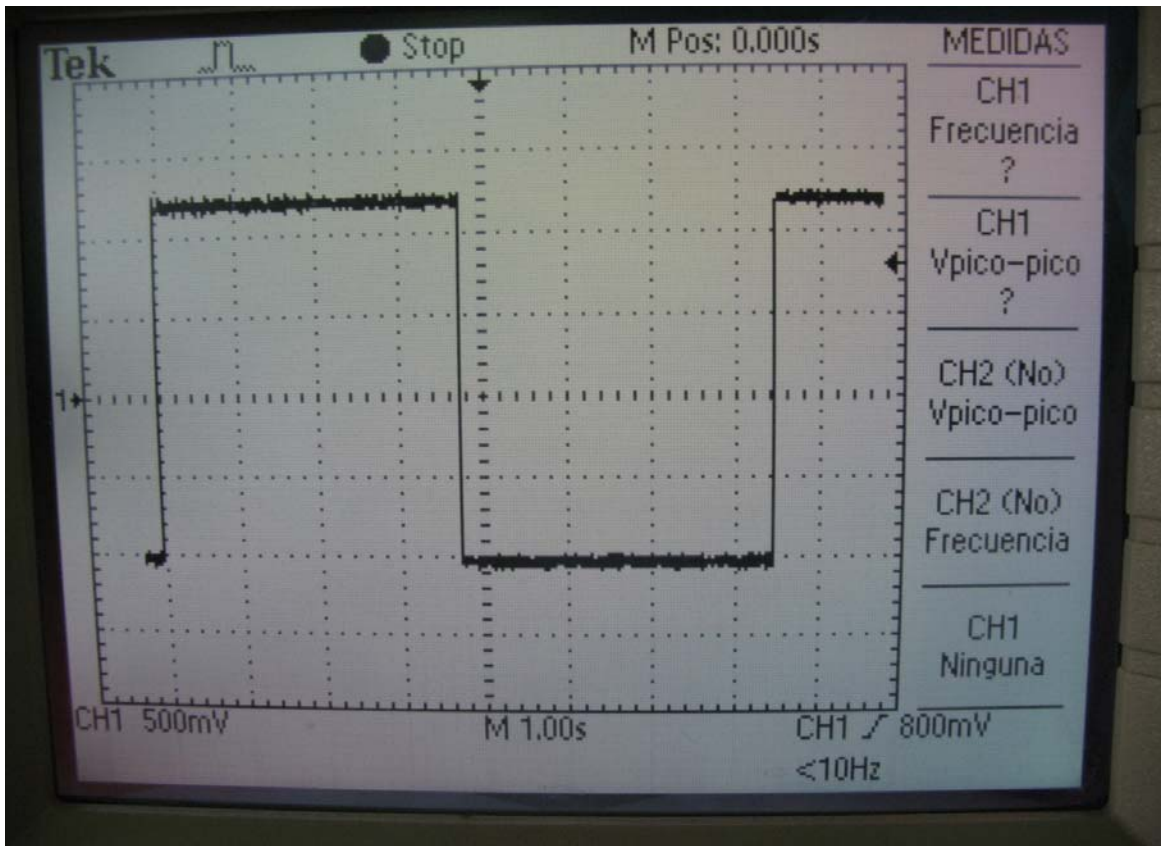 Tek Stop M Pos: 0.000s MEDIDAS
CH1
Frecuencia
?
CH1
Vpico-pico
?
CH2 (No)
Vpico-pico
CH2 (No)
Frecuencia
CH1
Ninguna
1
CH1 500mV M 1.00s CH1 800mV
<10Hz